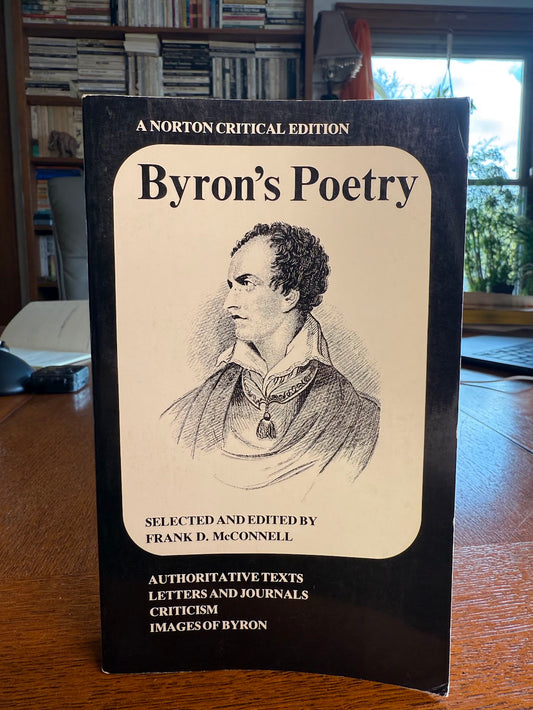 A NORTON CRITICAL EDITION
Byron's Poetry
SELECTED AND EDITED BY
FRANK D. McCONNELL
AUTHORITATIVE TEXTS
LETTERS AND JOURNALS
CRITICISM
IMAGES OF BYRON